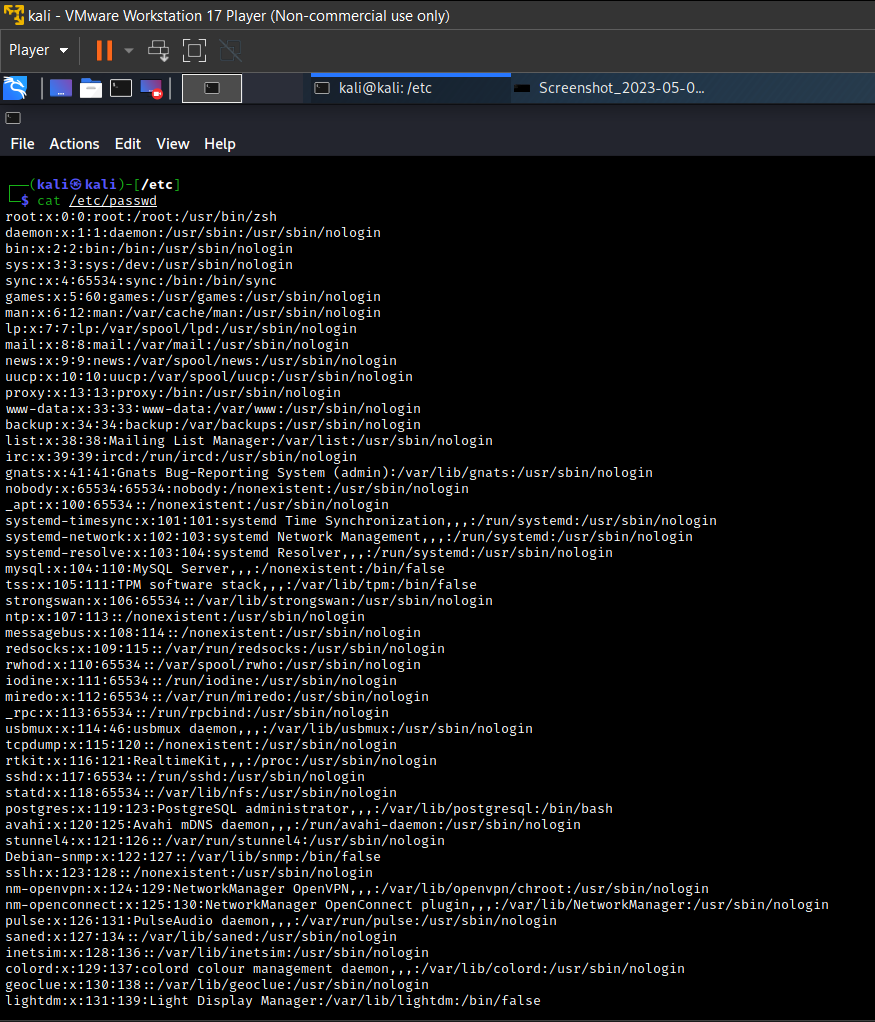 kali - VMware Workstation 17 Player (Non-commercial use only)
Player
kali@kali: /etc
Screenshot_2023-05-0...
File Actions Edit View Help
(kali㉿kali)-[/etc]
$ cat /etc/passwd
root:x:0:0:root:/root:/usr/bin/zsh
daemon:x:1:1:daemon:/usr/sbin:/usr/sbin/nologin
bin:x:2:2:bin:/bin:/usr/sbin/nologin
sys:x:3:3:sys:/dev:/usr/sbin/nologin
sync:x:4:65534:sync:/bin:/bin/sync
games:x:5:60:games:/usr/games:/usr/sbin/nologin
man:x:6:12:man:/var/cache/man:/usr/sbin/nologin
lp:x:7:7:lp:/var/spool/lpd:/usr/sbin/nologin
mail:x:8:8:mail:/var/mail:/usr/sbin/nologin
news:x:9:9:news:/var/spool/news:/usr/sbin/nologin
uucp:x:10:10:uucp:/var/spool/uucp:/usr/sbin/nologin
proxy:x:13:13:proxy:/bin:/usr/sbin/nologin
www-data:x:33:33:www-data:/var/www:/usr/sbin/nologin
backup:x:34:34:backup:/var/backups:/usr/sbin/nologin
list:x:38:38:Mailing List Manager:/var/list:/usr/sbin/nologin
irc:x:39:39:ircd:/run/ircd:/usr/sbin/nologin
gnats:x:41:41:Gnats Bug-Reporting System (admin):/var/lib/gnats:/usr/sbin/nologin
nobody:x:65534:65534:nobody:/nonexistent:/usr/sbin/nologin
_apt:x:100:65534::/nonexistent:/usr/sbin/nologin
systemd-timesync:x:101:101:systemd Time Synchronization,,,:/run/systemd:/usr/sbin/nologin
systemd-network:x:102:103:systemd Network Management,,,:/run/systemd:/usr/sbin/nologin
systemd-resolve:x:103:104:systemd Resolver,,,:/run/systemd:/usr/sbin/nologin
mysql:x:104:110:MySQL Server,,,:/nonexistent:/bin/false
tss:x:105:111:TPM software stack,,,:/var/lib/tpm:/bin/false
strongswan:x:106:65534::/var/lib/strongswan:/usr/sbin/nologin
ntp:x:107:113::/nonexistent:/usr/sbin/nologin
messagebus:x:108:114::/nonexistent:/usr/sbin/nologin
redsocks:x:109:115::/var/run/redsocks:/usr/sbin/nologin
rwhod:x:110:65534::/var/spool/rwho:/usr/sbin/nologin
iodine:x:111:65534::/run/iodine:/usr/sbin/nologin
miredo:x:112:65534::/var/run/miredo:/usr/sbin/nologin
_rpc:x:113:65534::/run/rpcbind:/usr/sbin/nologin
usbmux:x:114:46:usbmux daemon,,,:/var/lib/usbmux:/usr/sbin/nologin
tcpdump:x:115:120::/nonexistent:/usr/sbin/nologin
rtkit:x:116:121:RealtimeKit,,,:/proc:/usr/sbin/nologin
sshd:x:117:65534::/run/sshd:/usr/sbin/nologin
statd:x:118:65534::/var/lib/nfs:/usr/sbin/nologin
postgres:x:119:123:PostgreSQL administrator,,,:/var/lib/postgresql:/bin/bash
avahi:x:120:125:Avahi mDNS daemon,,,:/run/avahi-daemon:/usr/sbin/nologin
stunnel4:x:121:126::/var/run/stunnel4:/usr/sbin/nologin
Debian-snmp:x:122:127::/var/lib/snmp:/bin/false
sslh:x:123:128::/nonexistent:/usr/sbin/nologin
nm-openvpn:x:124:129:NetworkManager OpenVPN,,,:/var/lib/openvpn/chroot:/usr/sbin/nologin
nm-openconnect:x:125:130:NetworkManager OpenConnect plugin,,,:/var/lib/NetworkManager:/usr/sbin/nologin
pulse:x:126:131:PulseAudio daemon,,,:/var/run/pulse:/usr/sbin/nologin
saned:x:127:134::/var/lib/saned:/usr/sbin/nologin
inetsim:x:128:136::/var/lib/inetsim:/usr/sbin/nologin
colord:x:129:137:colord colour management daemon,,,:/var/lib/colord:/usr/sbin/nologin
geoclue:x:130:138::/var/lib/geoclue:/usr/sbin/nologin
lightdm:x:131:139:Light Display Manager:/var/lib/lightdm:/bin/false